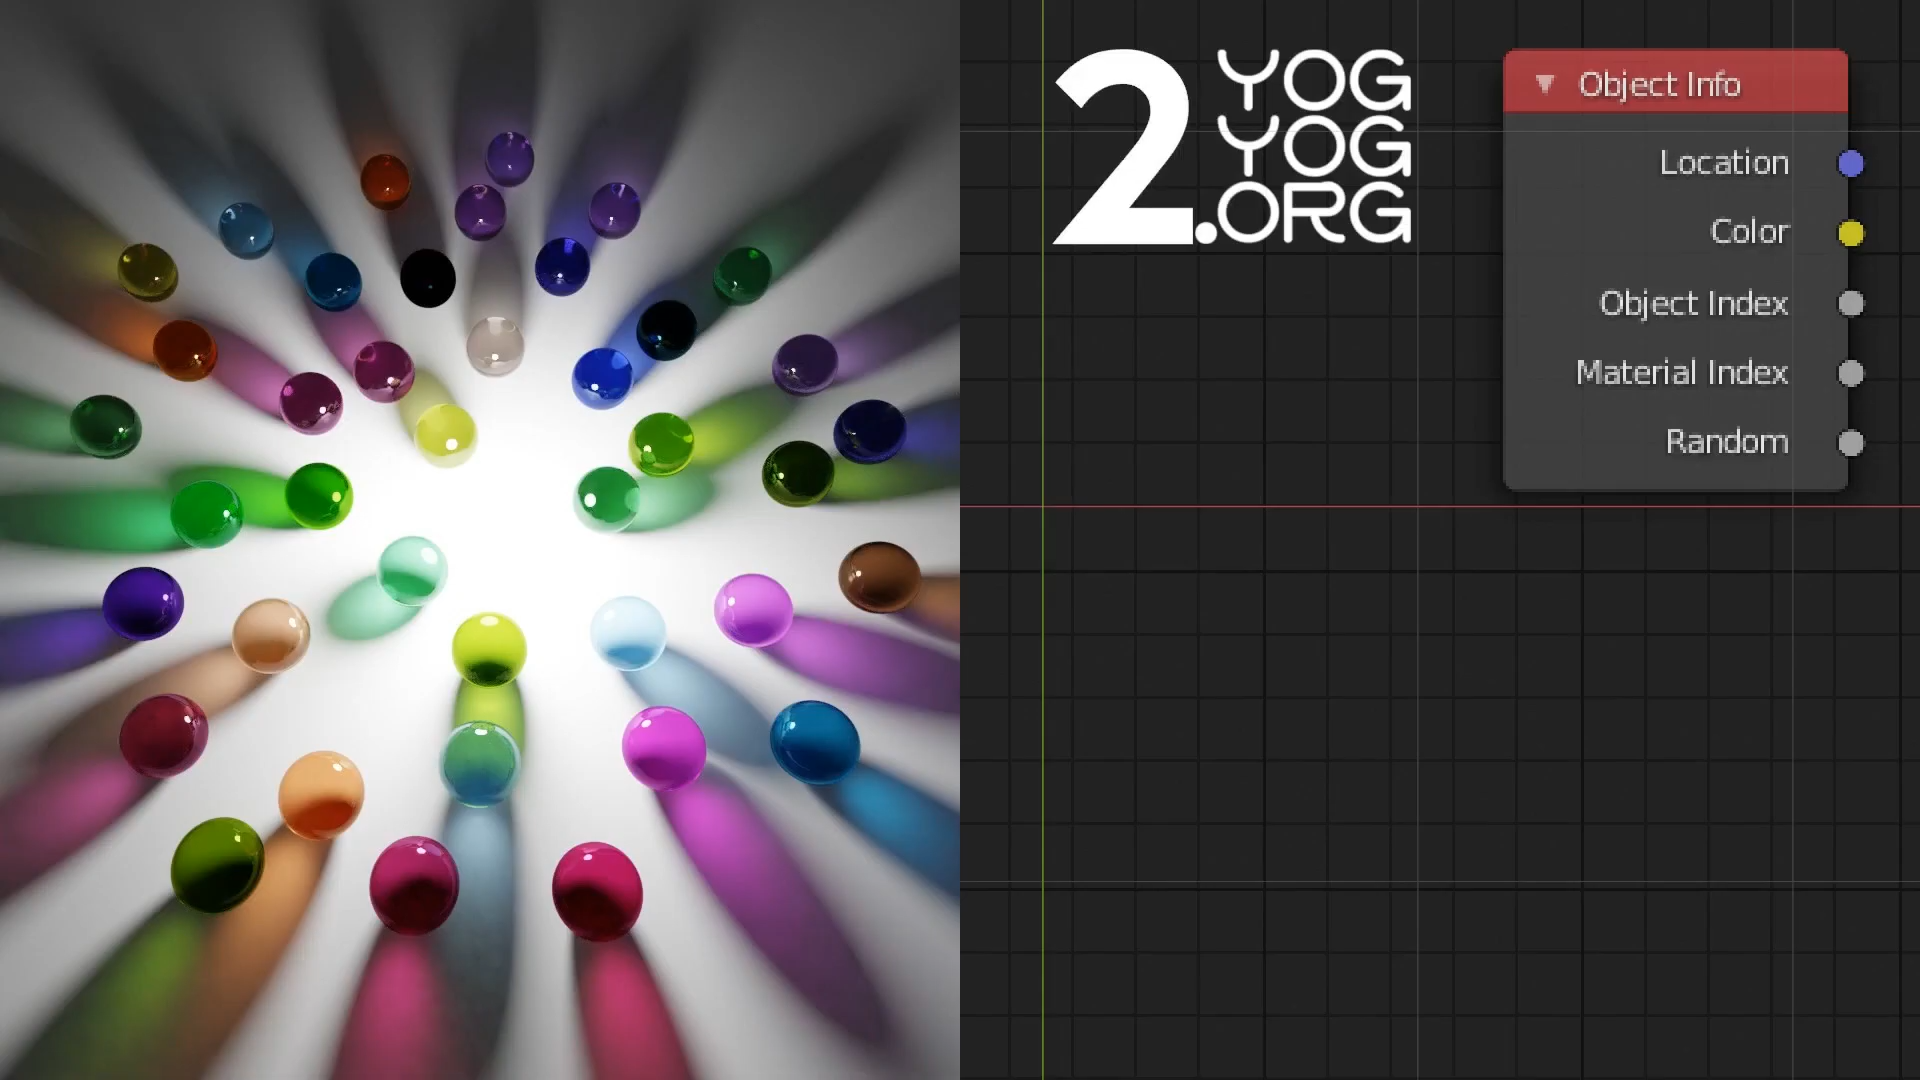 2.
YOG
YOG
ORG
Object Info
Location
Color
Object Index
Material Index
Random